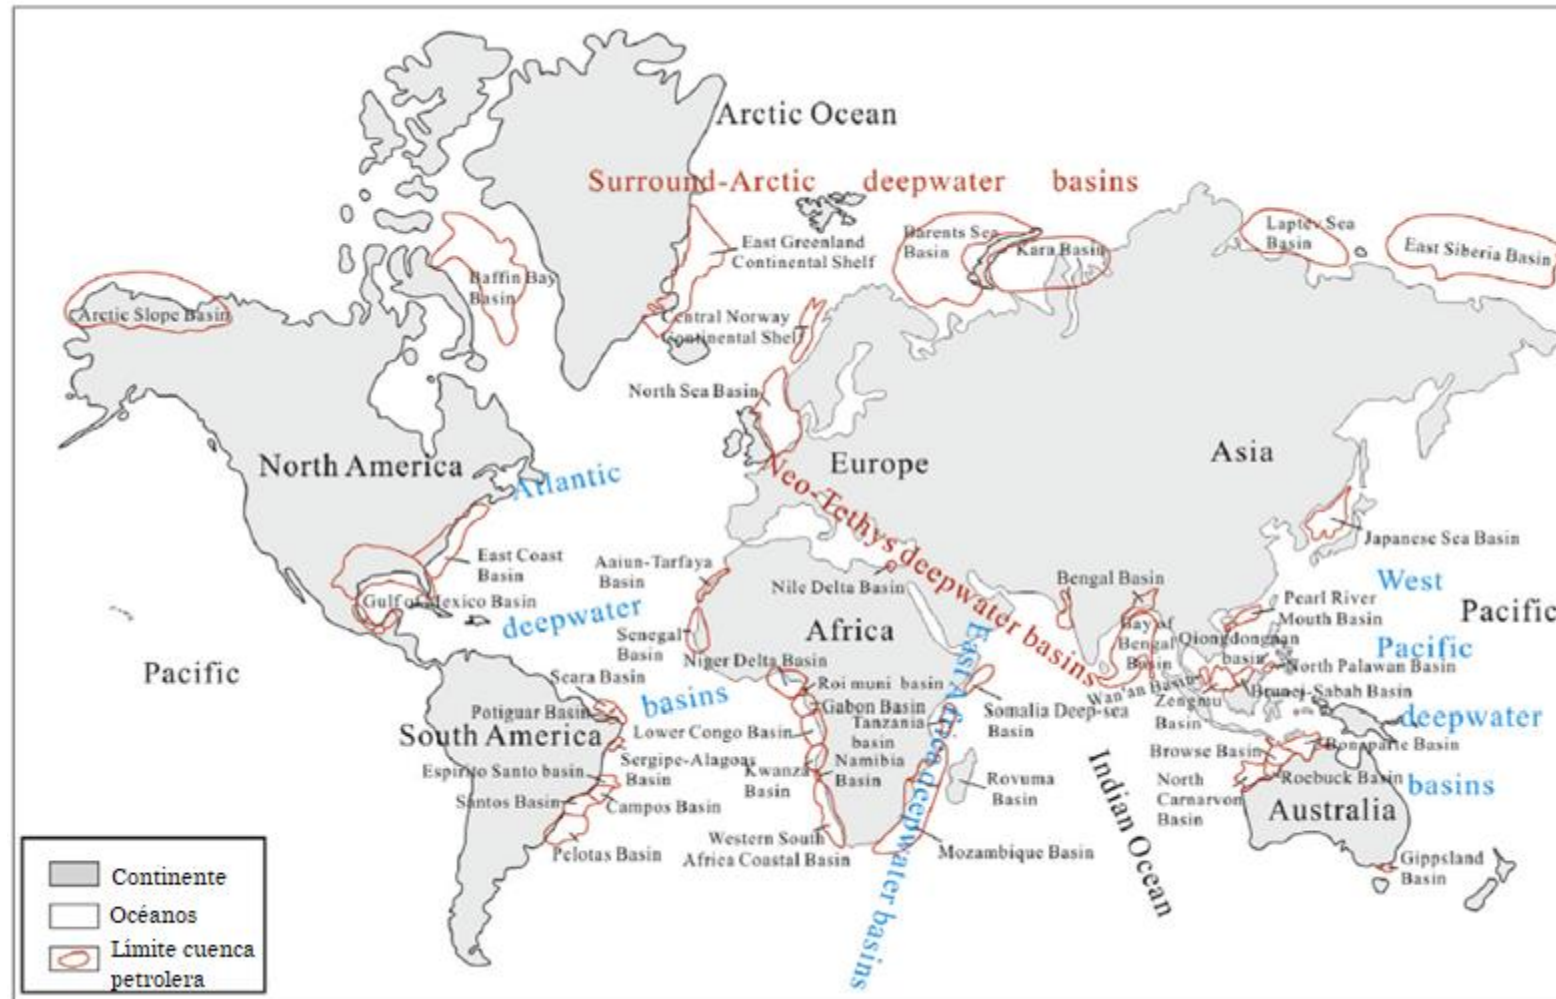 Arctic Ocean
Surround-Arctic deepwater basins
Barents Sea
Basin
Kara Basin
Laptev Sea
Basin
East Siberia Basin
East Greenland
Continental Shelf
Baffin Bay
Basin
Arctic Slope Basin
Central Norway
Continental Shelf
North Sea Basin
North America
Europe
Asia
Atlantic
deepwater
basins
Neo-Tethys deepwater basins
East Coast
Basin
Gulf of Mexico Basin
Aaiun-Tarfaya
Basin
Nile Delta Basin
Bengal Basin
Japanese Sea Basin
West
Pacific
deepwater
basins
Pearl River
Mouth Basin
Pacific
Pacific
Africa
Senegal
Basin
Bay of
Bengal
Basin
Qiongdongnan
basin
North Palawan Basin
Wan'an Basin
Brunei-Sabah Basin
Zengmu
Basin
Niger Delta Basin
Roi muni basin
Gabon Basin
Lower Congo Basin
Tanzania
basin
Somalia Deep-sea
Basin
East Africa deepwater basins
Seara Basin
Potiguar Basin
South America
Sergipe-Alagoas
Basin
Espirito Santo basin
Santos Basin
Campos Basin
Pelotas Basin
Kwanza
Basin
Namibia
Basin
Rovuma
Basin
Western South
Africa Coastal Basin
Mozambique Basin
Indian Ocean
Browse Basin
Bonaparte Basin
Roebuck Basin
North
Carnarvon
Basin
Australia
Gippsland
Basin
Continente
Océanos
Límite cuenca
petrolera